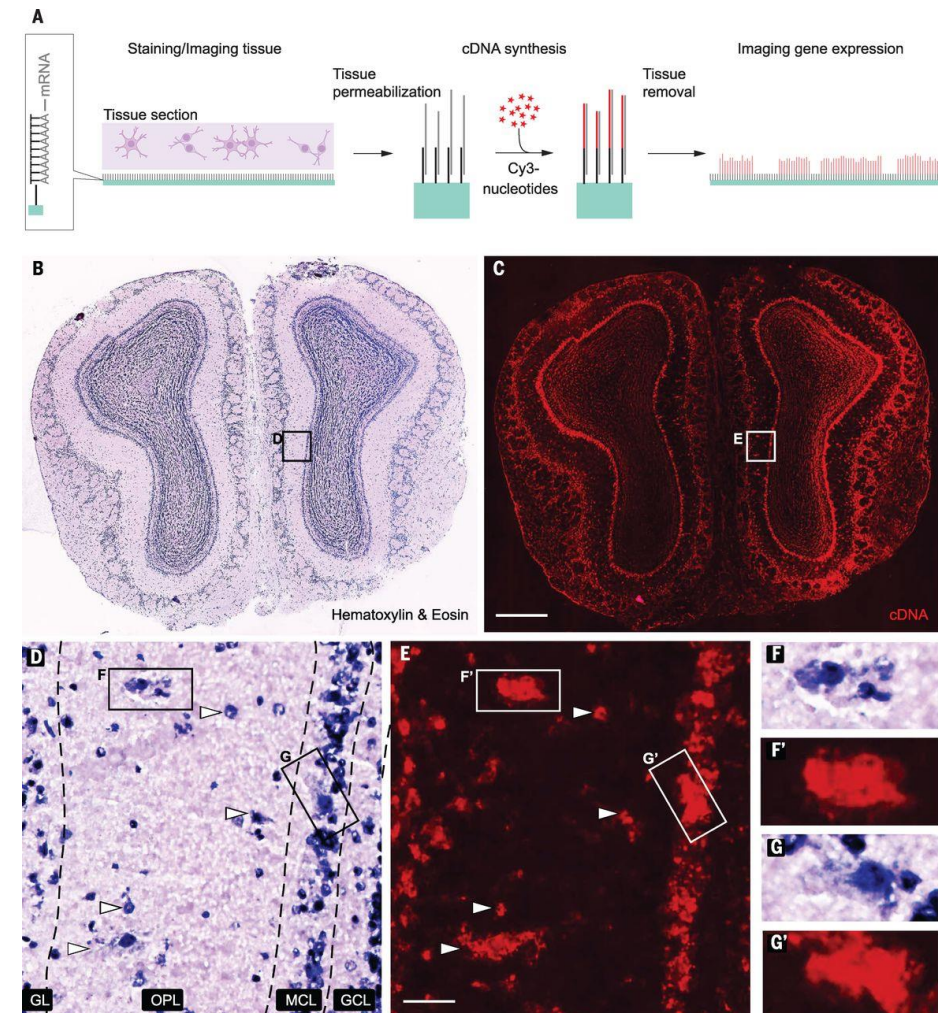 A
Staining/Imaging tissue
cDNA synthesis
Imaging gene expression
Tissue
permeabilization
Tissue
removal
mRNA
AAAAAAAAA
Tissue section
Cy3-
nucleotides
B
C
D
E
Hematoxylin & Eosin
cDNA
D
F
G
GL
OPL
MCL
GCL
E
F'
G'
F
F'
G
G'